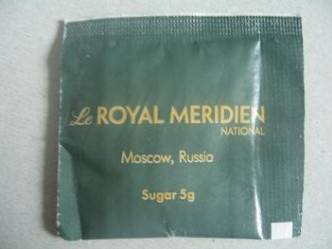 Le ROYAL MERIDIEN
NATIONAL
Moscow, Russia
Sugar 5g